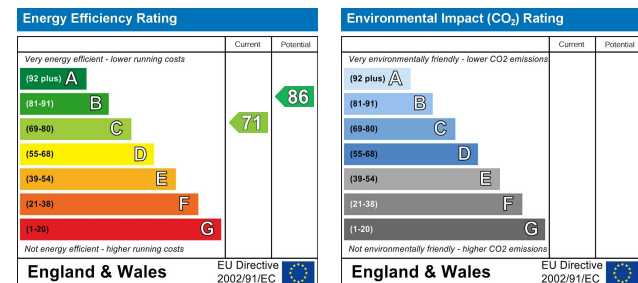 Energy Efficiency Rating
Current Potential
Very energy efficient - lower running costs
(92 plus) A
(81-91) B
(69-80) C
(55-68) D
(39-54) E
(21-38) F
(1-20) G
71
86
Not energy efficient - higher running costs
England & Wales
EU Directive
2002/91/EC
Environmental Impact (CO₂) Rating
Current Potential
Very environmentally friendly - lower CO2 emissions
(92 plus) A
(81-91) B
(69-80) C
(55-68) D
(39-54) E
(21-38) F
(1-20) G
Not environmentally friendly - higher CO2 emissions
England & Wales
EU Directive
2002/91/EC